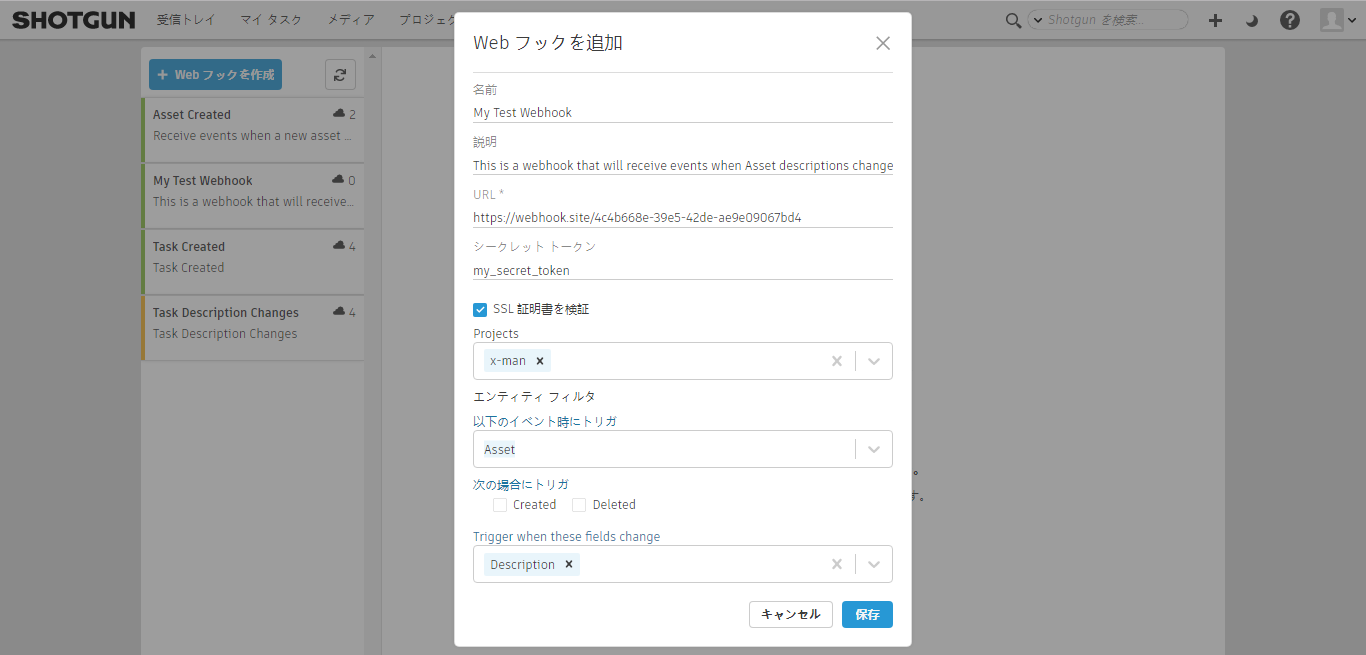 SHOTGUN 受信トレイ マイ タスク メディア プロジェク Shotgun を検索...
+ Web フックを作成
Asset Created 2
Receive events when a new asset ...
My Test Webhook 0
This is a webhook that will receive...
Task Created 4
Task Created
Task Description Changes 4
Task Description Changes
Web フックを追加
名前
My Test Webhook
説明
This is a webhook that will receive events when Asset descriptions change
URL *
https://webhook.site/4c4b668e-39e5-42de-ae9e09067bd4
シークレット トークン
my_secret_token
SSL 証明書を検証
Projects
x-man
エンティティ フィルタ
以下のイベント時にトリガ
Asset
次の場合にトリガ
Created Deleted
Trigger when these fields change
Description
キャンセル 保存
。
す。